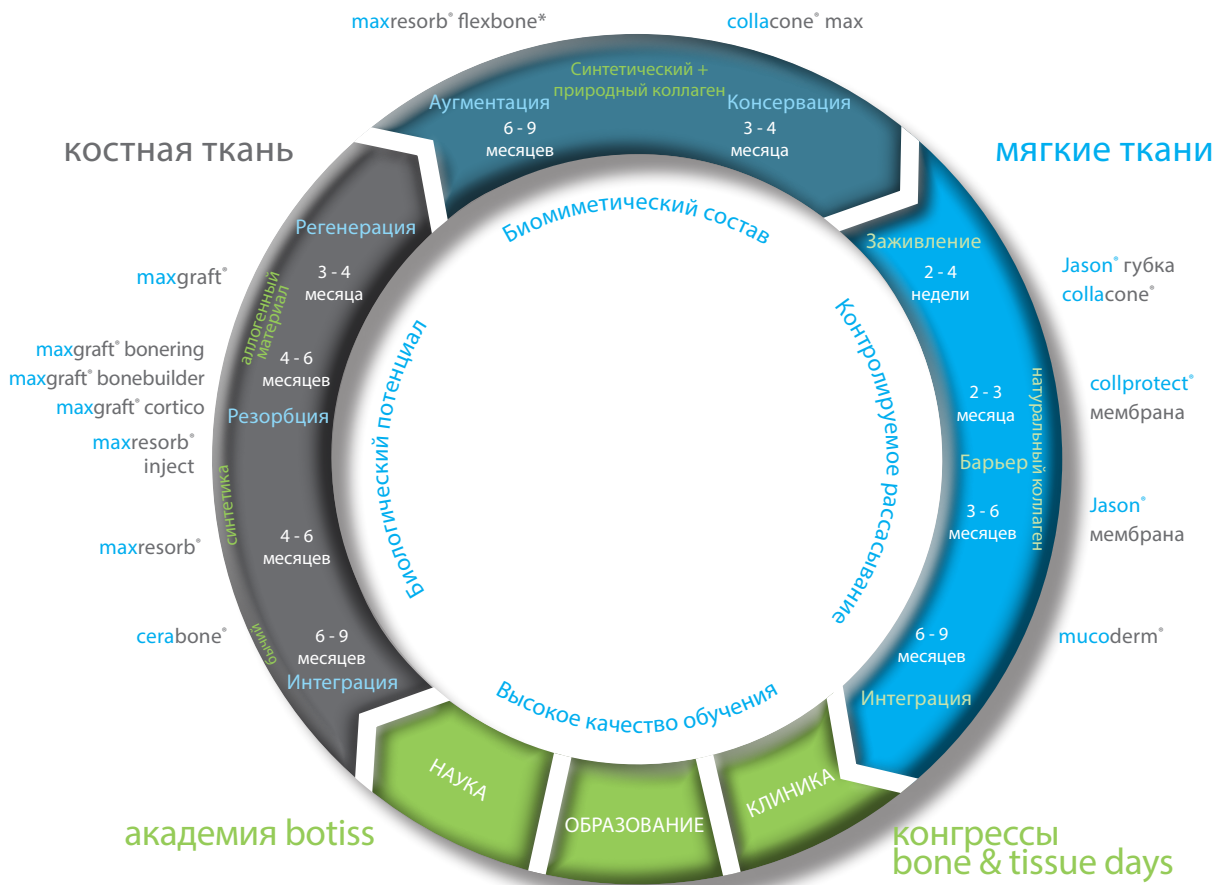 maxresorb® flexbone*
collacone® max
Синтетический +
природный коллаген
Аугментация
6 - 9
месяцев
Консервация
3 - 4
месяца
костная ткань
мягкие ткани
Биомиметический состав
Биологический потенциал
Контролируемое рассасывание
Высокое качество обучения
Регенерация
3 - 4
месяца
аллогенный
материал
4 - 6
месяцев
Резорбция
синтетика
4 - 6
месяцев
бычий
6 - 9
месяцев
Интеграция
maxgraft®
maxgraft® bonering
maxgraft® bonebuilder
maxgraft® cortico
maxresorb®
inject
maxresorb®
cerabone®
Заживление
2 - 4
недели
2 - 3
месяца
Барьер
натуральный коллаген
3 - 6
месяцев
6 - 9
месяцев
Интеграция
Jason® губка
collacone®
collprotect®
мембрана
Jason®
мембрана
mucoderm®
НАУКА
ОБРАЗОВАНИЕ
КЛИНИКА
академия botiss
конгрессы
bone & tissue days